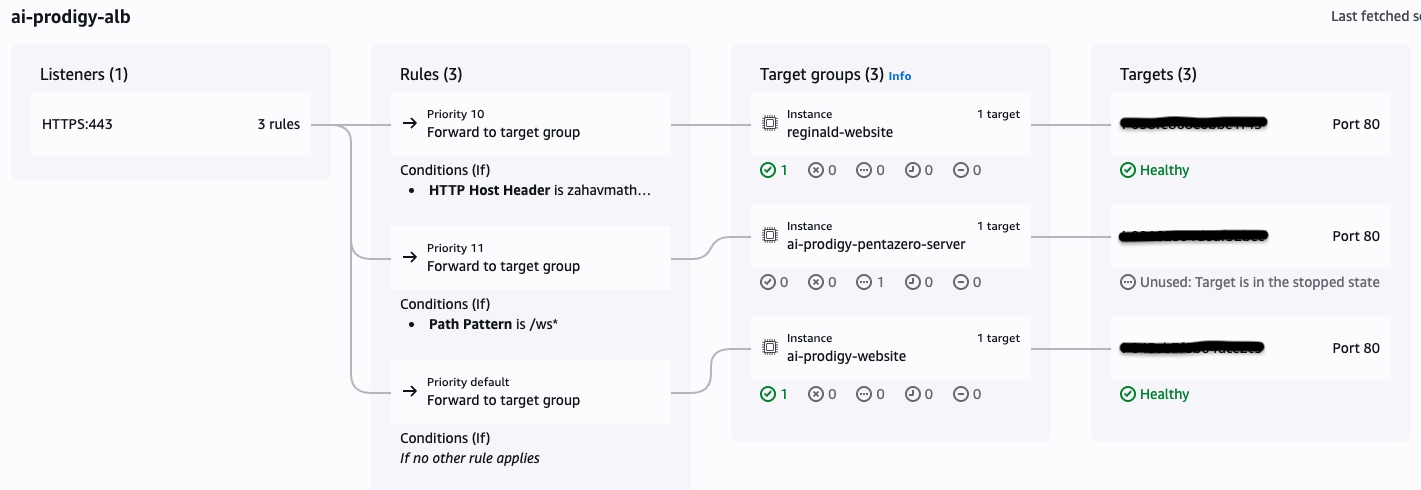 ai-prodigy-alb
Last fetched se
Listeners (1)
HTTPS:443
3 rules
Rules (3)
Priority 10
Forward to target group
Conditions (If)
• HTTP Host Header is zahavmath...
Priority 11
Forward to target group
Conditions (If)
• Path Pattern is /ws*
Priority default
Forward to target group
Conditions (If)
If no other rule applies
Target groups (3) Info
Instance
1 target
reginald-website
1 0 0 0 0
Instance
1 target
ai-prodigy-pentazero-server
0 0 1 0 0
Instance
1 target
ai-prodigy-website
1 0 0 0 0
Targets (3)
Port 80
Healthy
Port 80
Unused: Target is in the stopped state
Port 80
Healthy